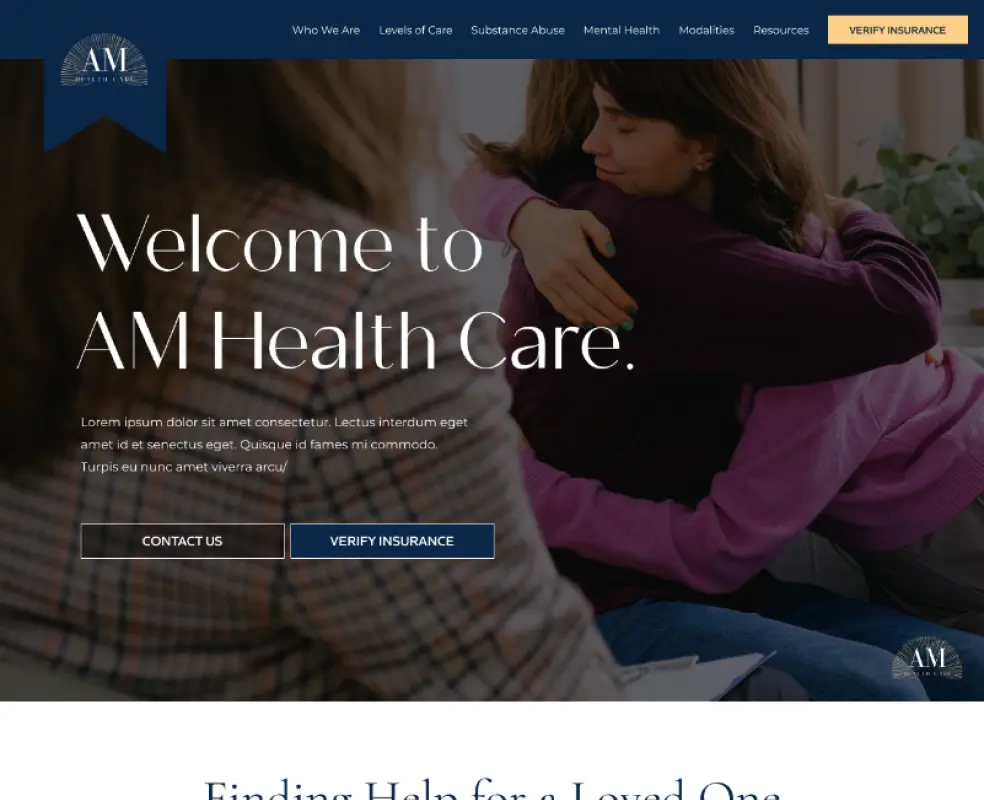 Who We Are Levels of Care Substance Abuse Mental Health Modalities Resources VERIFY INSURANCE
AM
HEALTH CARE
Welcome to
AM Health Care.
Lorem ipsum dolor sit amet consectetur. Lectus interdum eget
amet id et senectus eget. Quisque id fames mi commodo.
Turpis eu nunc amet viverra arcu/
CONTACT US VERIFY INSURANCE
AM
HEALTH CARE
Finding Help for a Loved One